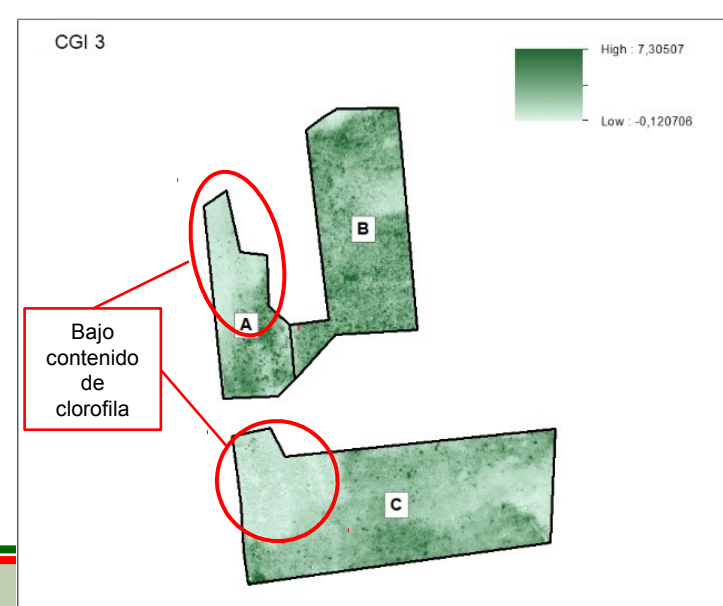 CGI 3
High : 7,30507
Low : -0,120706
B
A
Bajo
contenido
de
clorofila
C